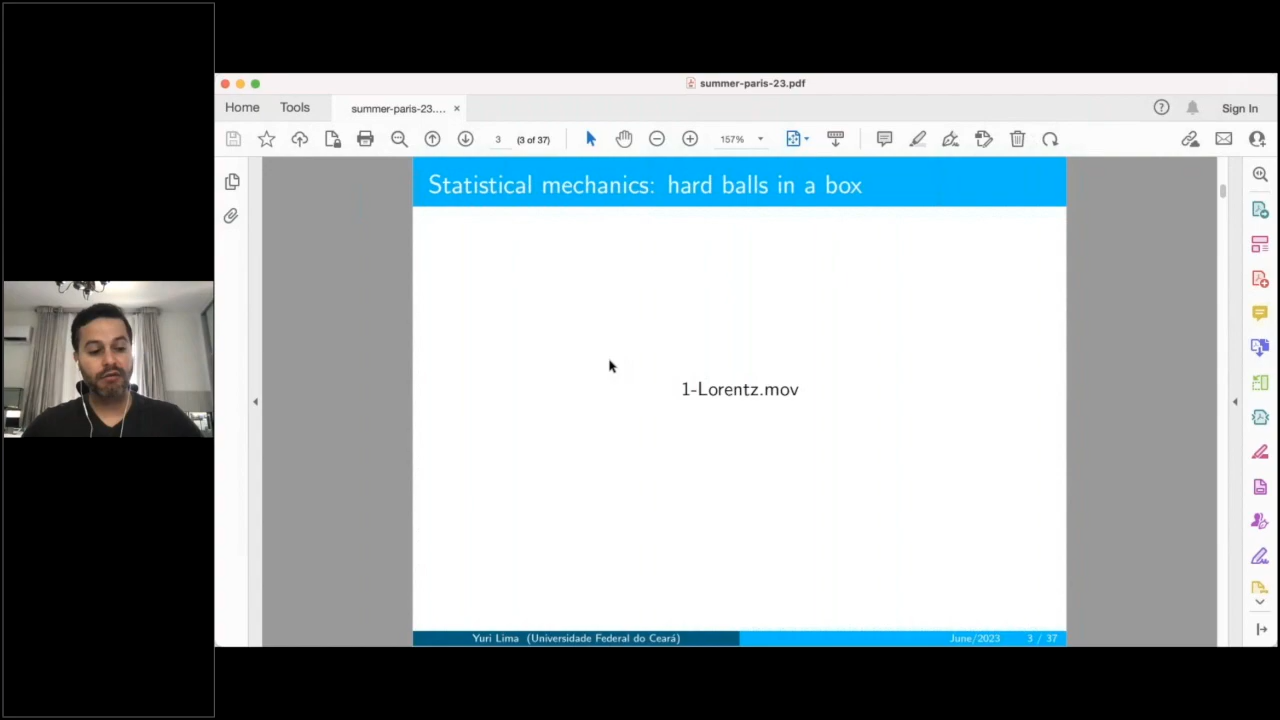 summer-paris-23.pdf
Home Tools summer-paris-23.... × Sign In
3 (3 of 37) 157%
Statistical mechanics: hard balls in a box
1-Lorentz.mov
Yuri Lima (Universidade Federal do Ceará) June/2023 3 / 37